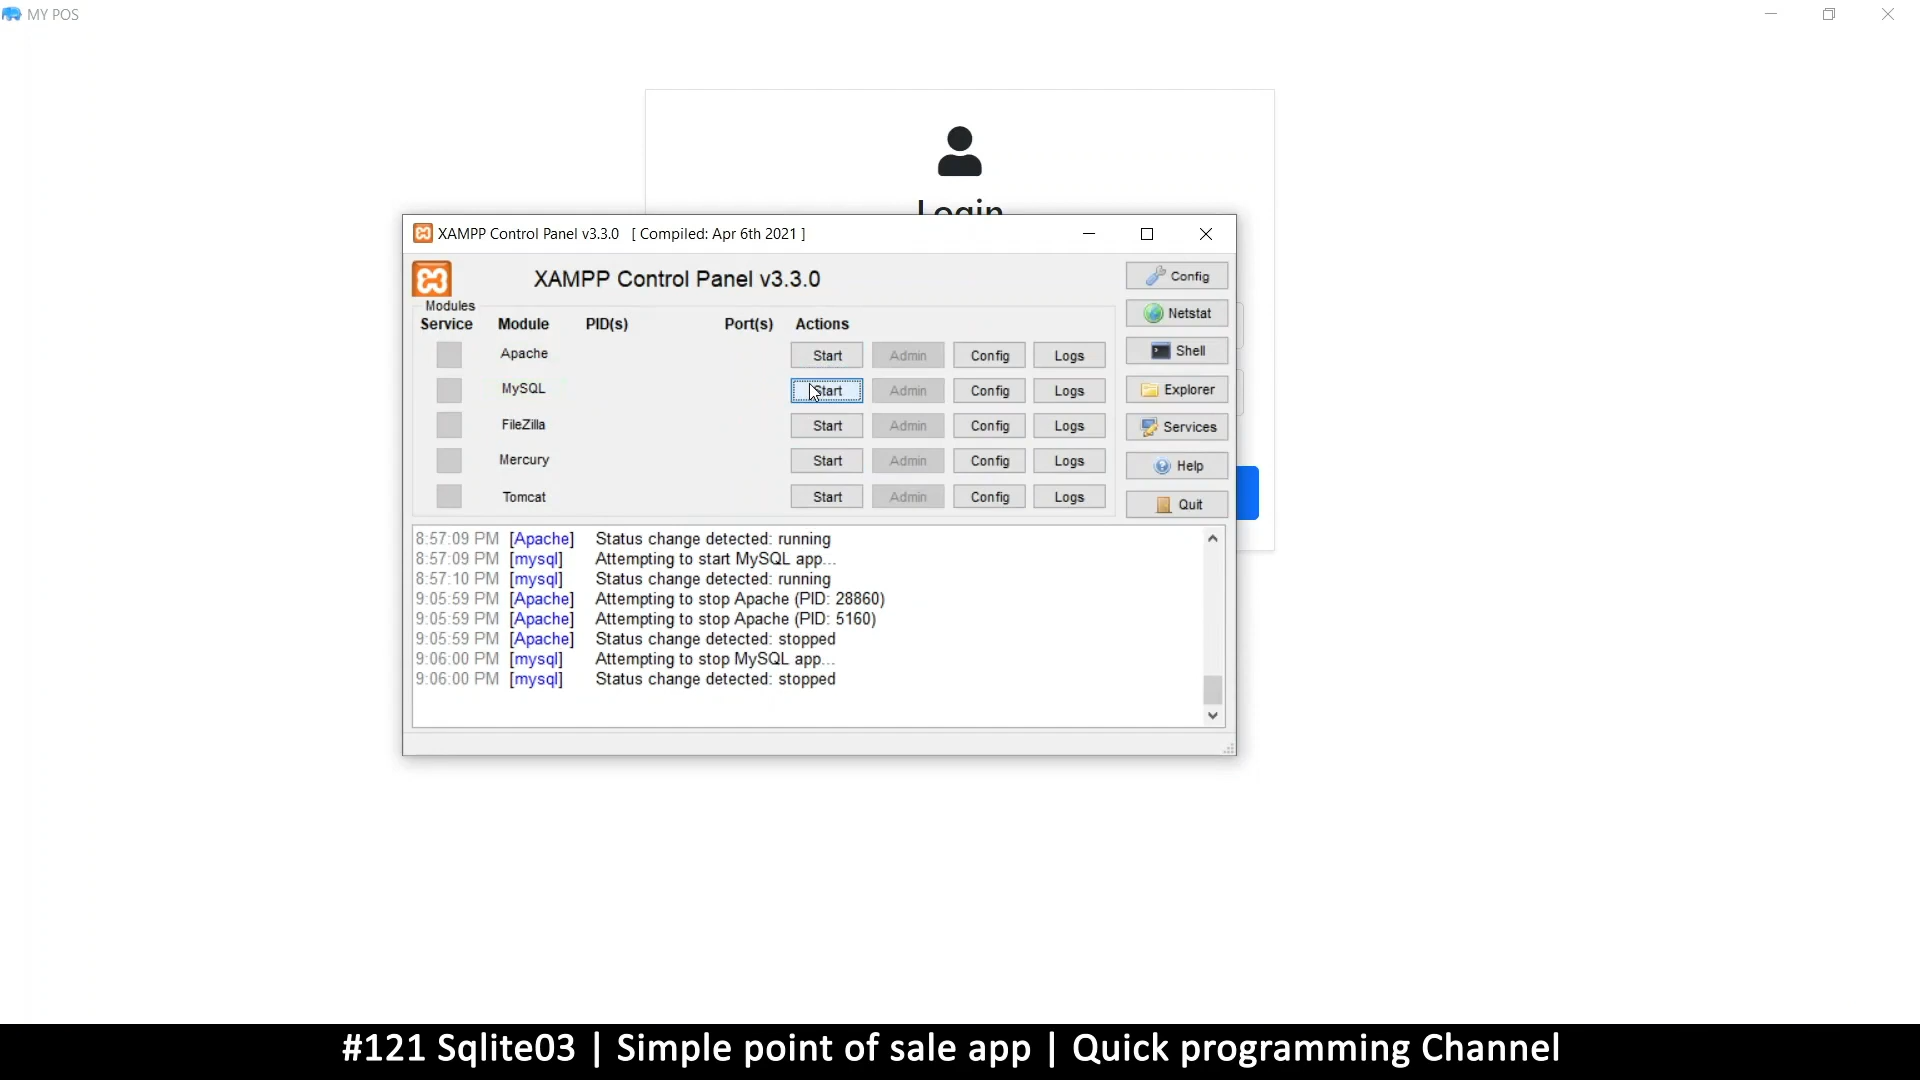 MY POS
Login
XAMPP Control Panel v3.3.0 [ Compiled: Apr 6th 2021 ]
XAMPP Control Panel v3.3.0
Config
Modules
Service Module PID(s) Port(s) Actions
Netstat
Apache Start Admin Config Logs
Shell
MySQL Start Admin Config Logs
Explorer
FileZilla Start Admin Config Logs
Services
Mercury Start Admin Config Logs
Help
Tomcat Start Admin Config Logs
Quit
8:57:09 PM [Apache] Status change detected: running
8:57:09 PM [mysql] Attempting to start MySQL app...
8:57:10 PM [mysql] Status change detected: running
9:05:59 PM [Apache] Attempting to stop Apache (PID: 28860)
9:05:59 PM [Apache] Attempting to stop Apache (PID: 5160)
9:05:59 PM [Apache] Status change detected: stopped
9:06:00 PM [mysql] Attempting to stop MySQL app...
9:06:00 PM [mysql] Status change detected: stopped
#121 Sqlite03 | Simple point of sale app | Quick programming Channel